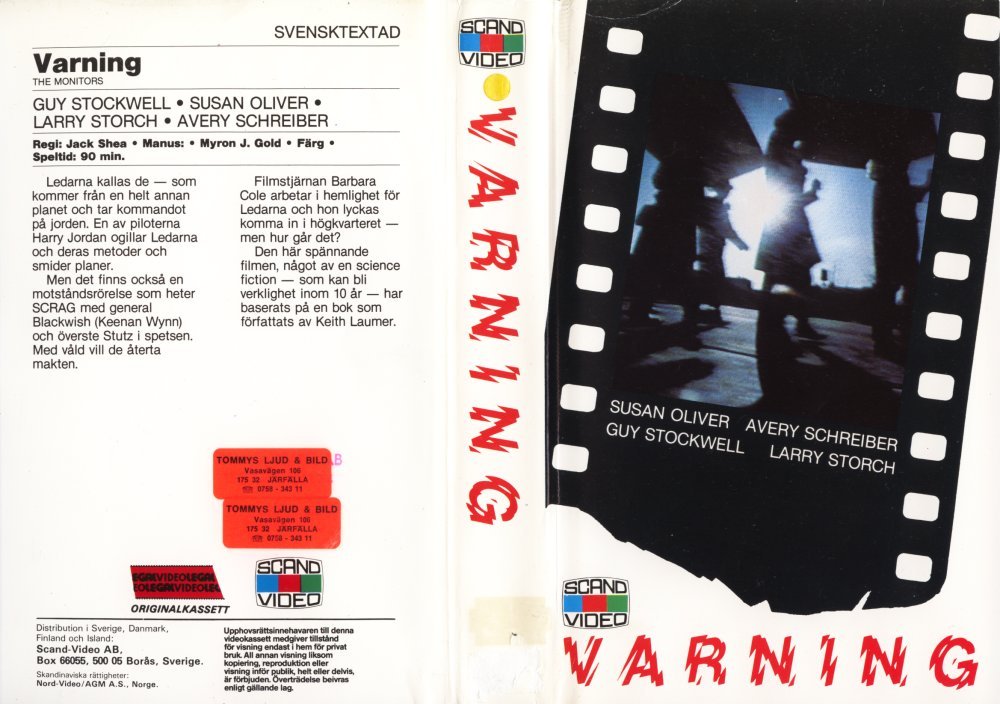 SVENSKTEXTAD
Varning
THE MONITORS
GUY STOCKWELL • SUSAN OLIVER •
LARRY STORCH • AVERY SCHREIBER
Regi: Jack Shea • Manus: • Myron J. Gold • Färg •
Speltid: 90 min.
Ledarna kallas de — som
kommer från en helt annan
planet och tar kommandot
på jorden. En av piloterna
Harry Jordan ogillar Ledarna
och deras metoder och
smider planer.
Men det finns också en
motståndsrörelse som heter
SCRAG med general
Blackwish (Keenan Wynn)
och överste Stutz i spetsen.
Med våld vill de återta
makten.
Filmstjärnan Barbara
Cole arbetar i hemlighet för
Ledarna och hon lyckas
komma in i högkvarteret —
men hur går det?
Den här spännande
filmen, något av en science
fiction — som kan bli
verklighet inom 10 år — har
baserats på en bok som
författats av Keith Laumer.
TOMMYS LJUD & BILD AB
Vasavägen 106
175 32 JÄRFÄLLA
☎ 0758 - 343 11
TOMMYS LJUD & BILD
Vasavägen 106
175 32 JÄRFÄLLA
☎ 0758 - 343 11
EGALVIDEOLEGAL
EOLEGALVIDEOLEG
ORIGINALKASSETT
SCAND
VIDEO
Distribution i Sverige, Danmark,
Finland och Island:
Scand-Video AB,
Box 66055, 500 05 Borås, Sverige.
Skandinaviska rättigheter:
Nord-Video/AGM A.S., Norge.
Upphovsrättsinnehavaren till denna
videokassett medgiver tillstånd
för visning endast i hem för privat
bruk. All annan visning liksom
kopiering, reproduktion eller
visning inför publik, helt eller delvis,
är förbjuden. Överträdelse beivras
enligt gällande lag.
SCAND
VIDEO
VARNING
SUSAN OLIVER AVERY SCHREIBER
GUY STOCKWELL LARRY STORCH
SCAND
VIDEO
VARNING